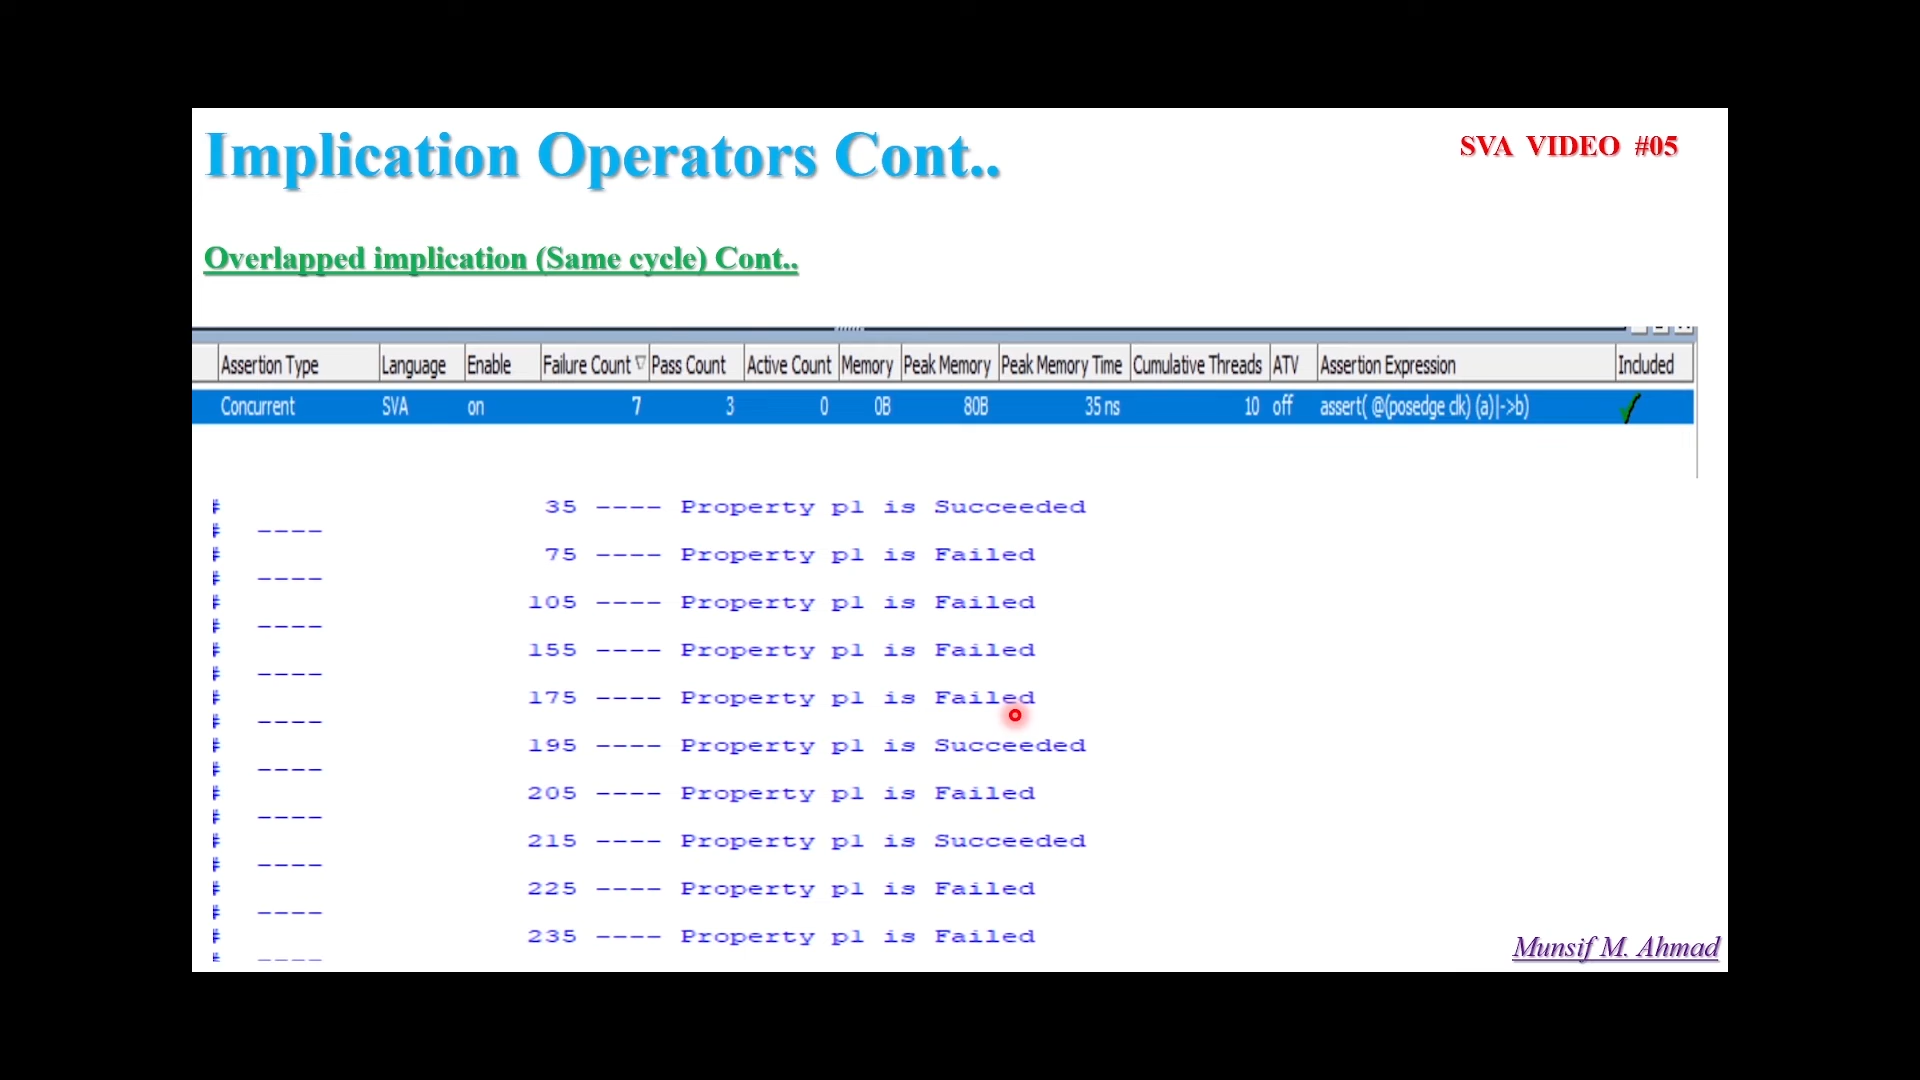 Implication Operators Cont..
SVA VIDEO #05
Overlapped implication (Same cycle) Cont..
Assertion Type Language Enable Failure Count Pass Count Active Count Memory Peak Memory Peak Memory Time Cumulative Threads ATV Assertion Expression Included
Concurrent SVA on 7 3 0 0B 80B 35 ns 10 off assert( @(posedge clk) (a)|->b) ✓
# 35 ---- Property p1 is Succeeded
# ----
# 75 ---- Property p1 is Failed
# ----
# 105 ---- Property p1 is Failed
# ----
# 155 ---- Property p1 is Failed
# ----
# 175 ---- Property p1 is Failed
# ----
# 195 ---- Property p1 is Succeeded
# ----
# 205 ---- Property p1 is Failed
# ----
# 215 ---- Property p1 is Succeeded
# ----
# 225 ---- Property p1 is Failed
# ----
# 235 ---- Property p1 is Failed
# ----
Munsif M. Ahmad